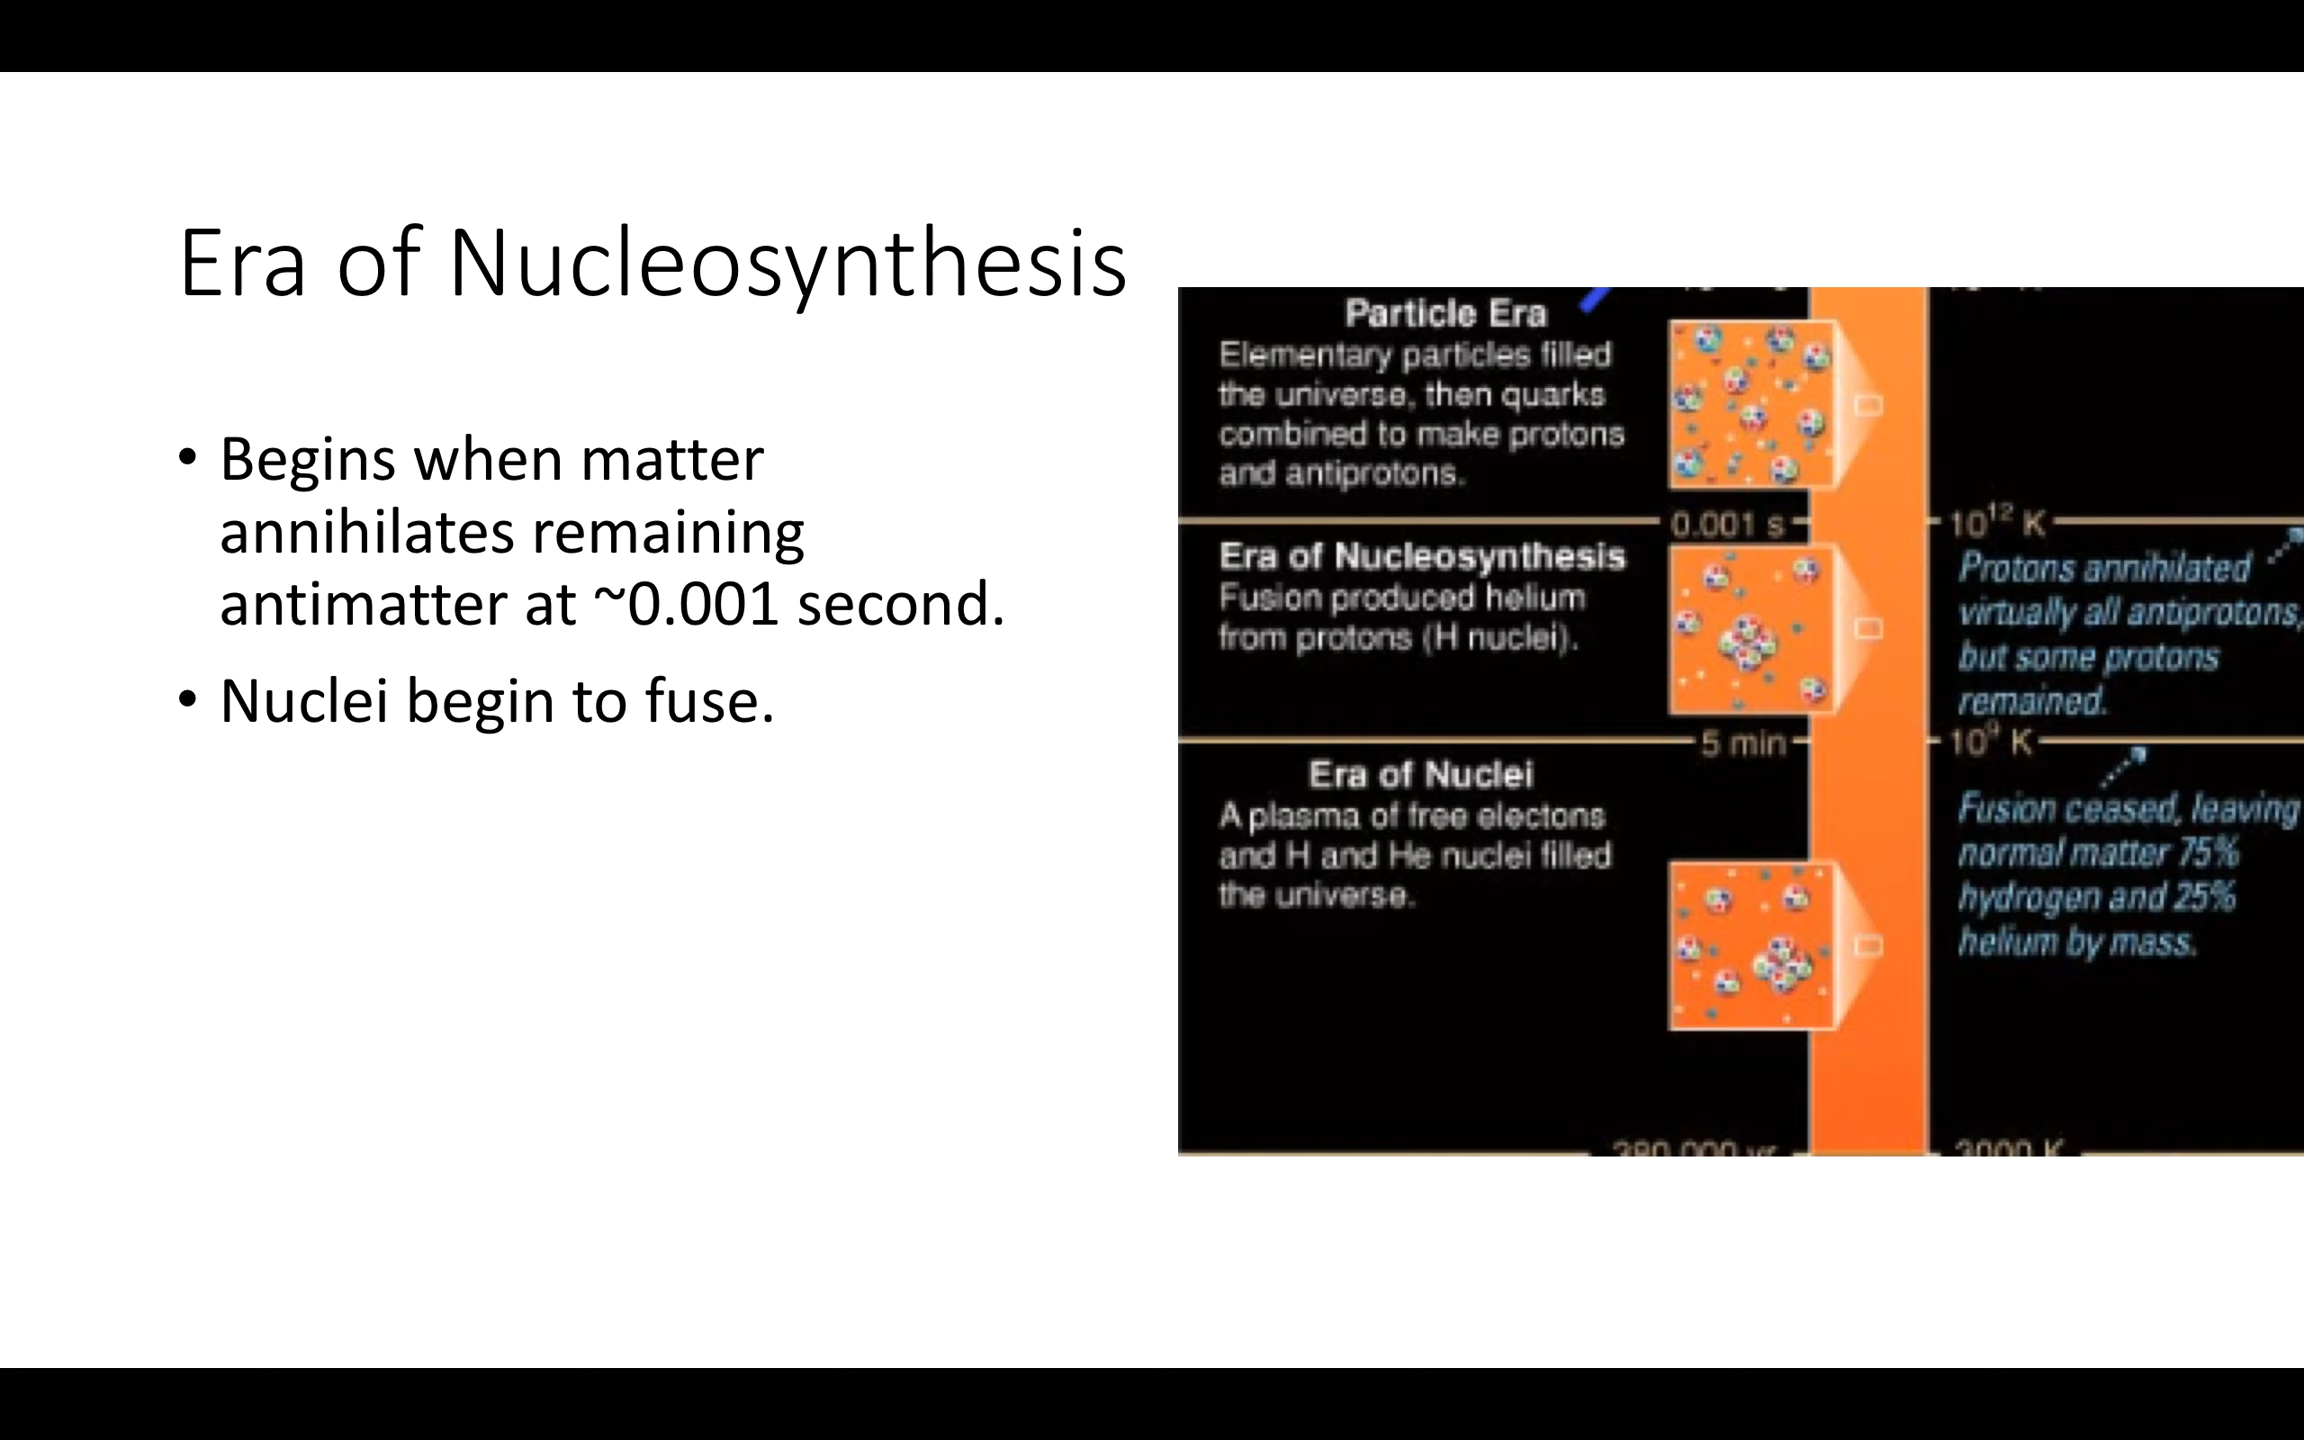 Era of Nucleosynthesis
• Begins when matter
annihilates remaining
antimatter at ~0.001 second.
• Nuclei begin to fuse.
Particle Era
Elementary particles filled
the universe, then quarks
combined to make protons
and antiprotons.
0.001 s
10¹² K
Era of Nucleosynthesis
Fusion produced helium
from protons (H nuclei).
Protons annihilated
virtually all antiprotons,
but some protons
remained.
5 min
10⁹ K
Era of Nuclei
A plasma of free electons
and H and He nuclei filled
the universe.
Fusion ceased, leaving
normal matter 75%
hydrogen and 25%
helium by mass.
380,000 yr
3000 K